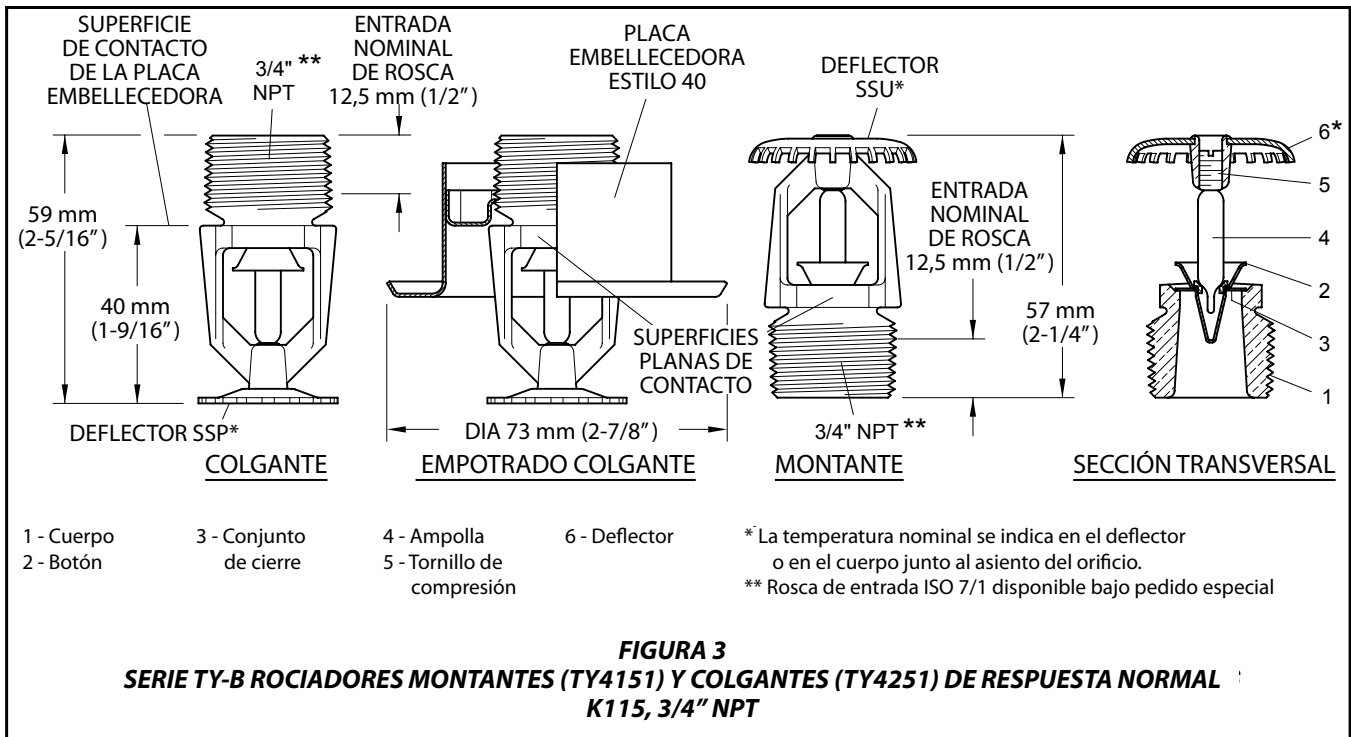 SUPERFICIE
DE CONTACTO
DE LA PLACA
EMBELLECEDORA
3/4" **
NPT
ENTRADA
NOMINAL
DE ROSCA
12,5 mm (1/2”)
PLACA
EMBELLECEDORA
ESTILO 40
DEFLECTOR
SSU*
6*
5
4
2
3
1
59 mm
(2-5/16”)
40 mm
(1-9/16”)
ENTRADA
NOMINAL
DE ROSCA
12,5 mm (1/2”)
57 mm
(2-1/4”)
SUPERFICIES
PLANAS DE
CONTACTO
DEFLECTOR SSP*
DIA 73 mm (2-7/8”)
3/4" NPT **
COLGANTE
EMPOTRADO COLGANTE
MONTANTE
SECCIÓN TRANSVERSAL
1 - Cuerpo
2 - Botón
3 - Conjunto
de cierre
4 - Ampolla
5 - Tornillo de
compresión
6 - Deflector
* La temperatura nominal se indica en el deflector
o en el cuerpo junto al asiento del orificio.
** Rosca de entrada ISO 7/1 disponible bajo pedido especial
FIGURA 3
SERIE TY-B ROCIADORES MONTANTES (TY4151) Y COLGANTES (TY4251) DE RESPUESTA NORMAL
K115, 3/4” NPT